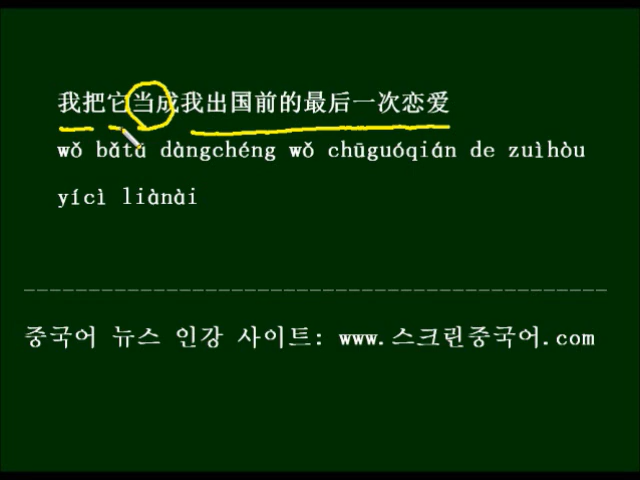 我把它当成我出国前的最后一次恋爱
wǒ bǎtā dàngchéng wǒ chūguóqián de zuìhòu
yícì liànài
중국어 뉴스 인강 사이트: www.스크린중국어.com